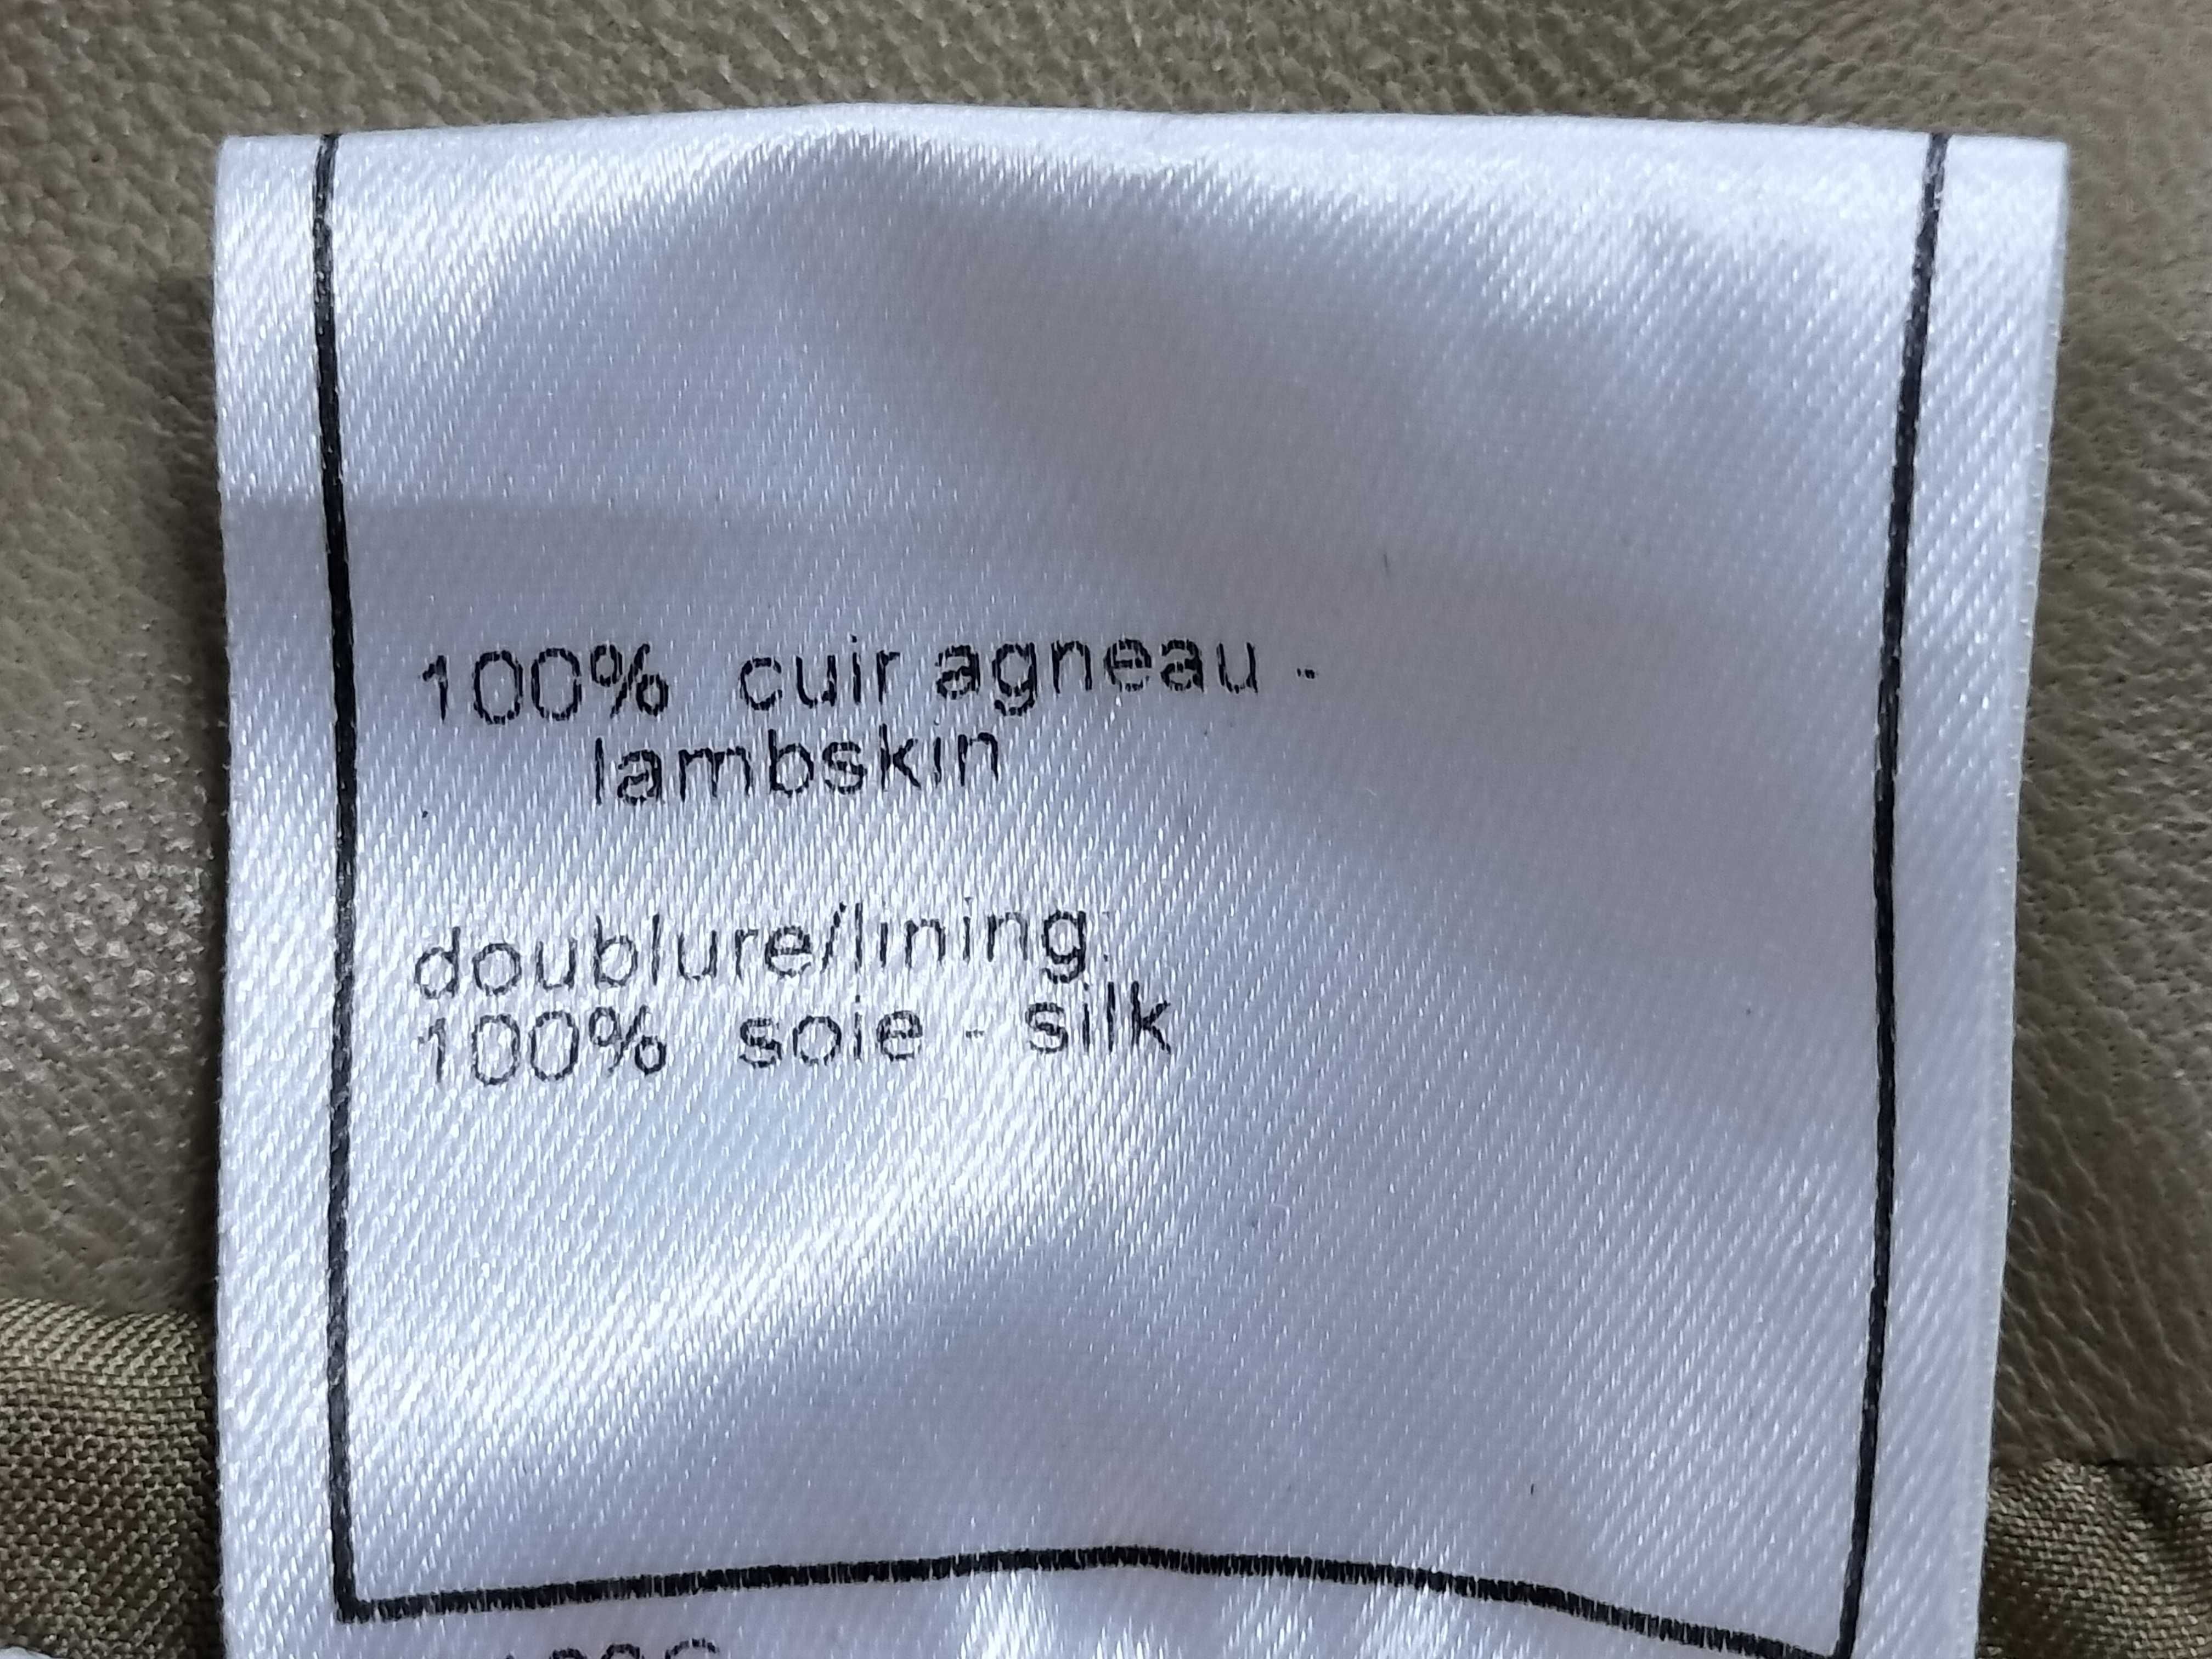 100% cuir agneau -
lambskin
doublure/lining:
100% soie - silk